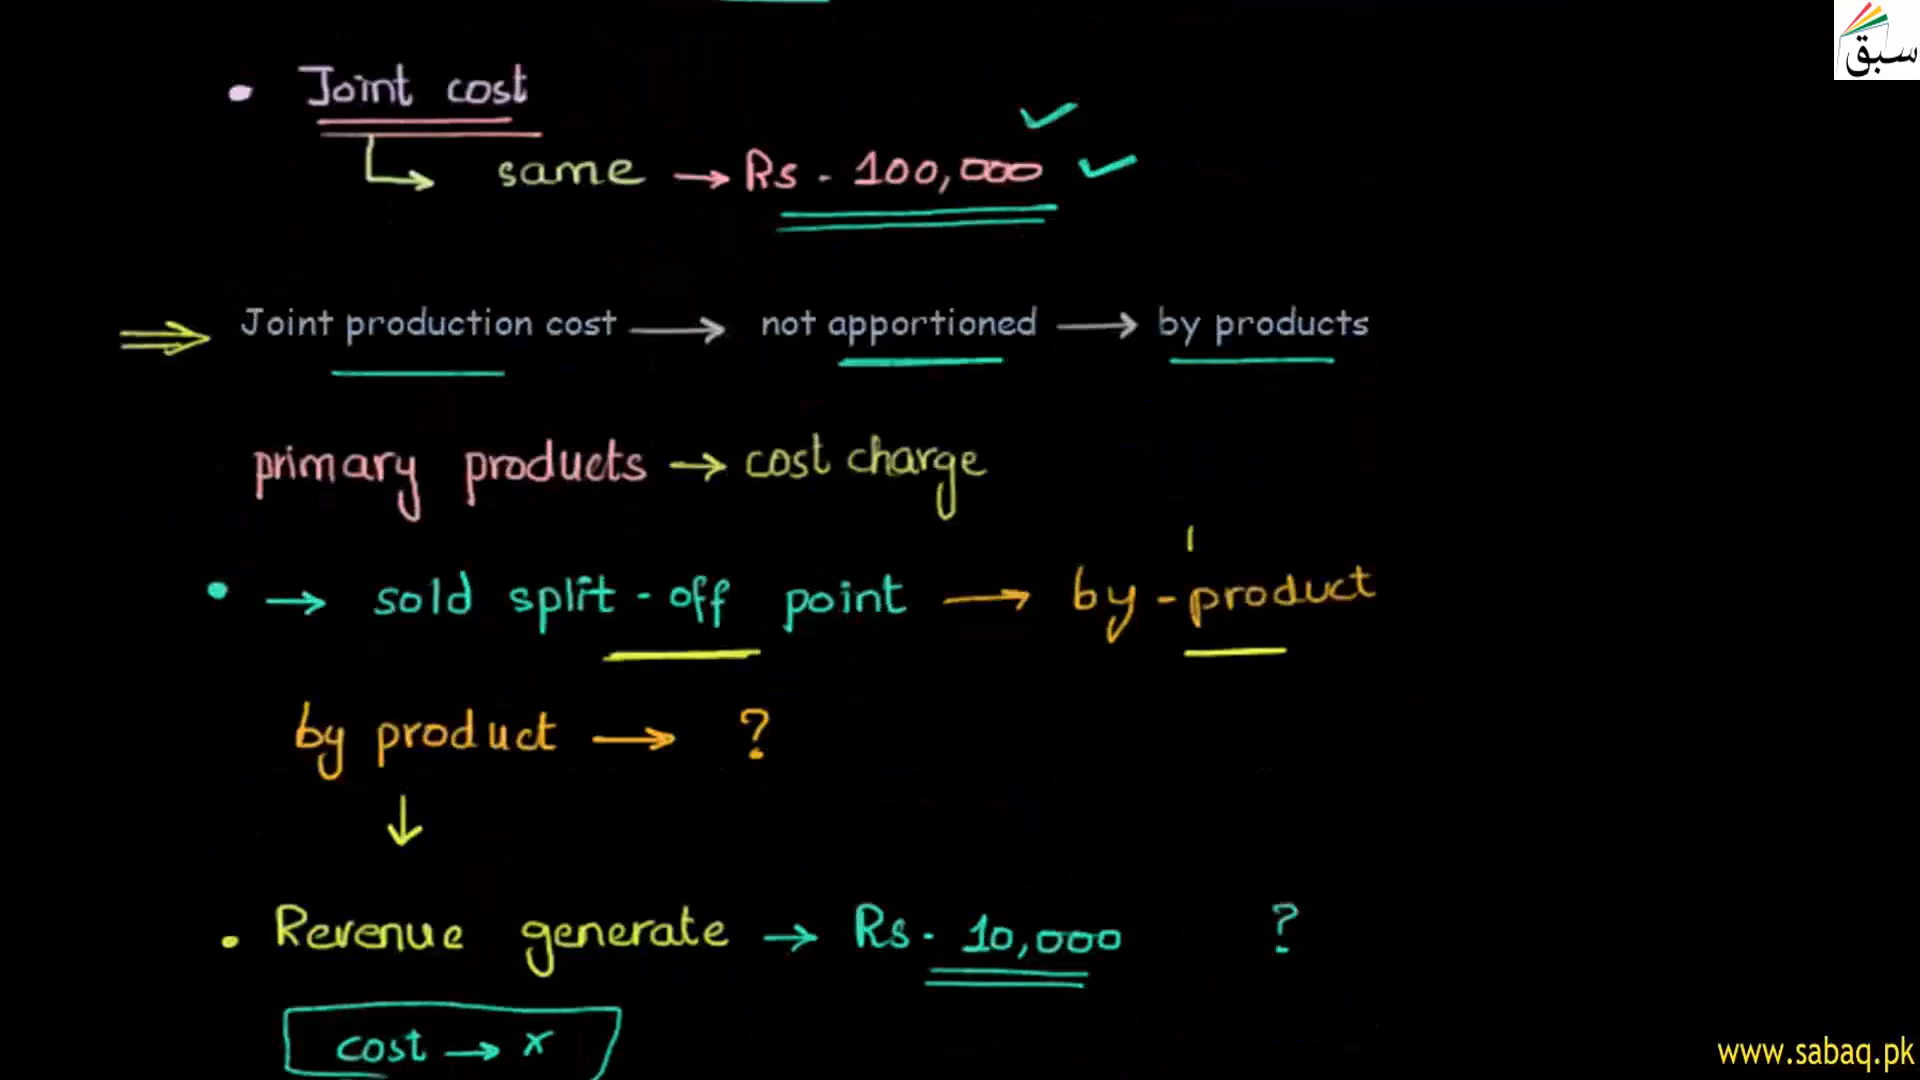 سبق
• Joint cost
same → Rs - 100,000 ✓ ✓
⇒ Joint production cost → not apportioned → by products
primary products → cost charge
• → sold split-off point → by-product
by product → ?
↓
• Revenue generate → Rs - 10,000 ?
cost → x
www.sabaq.pk